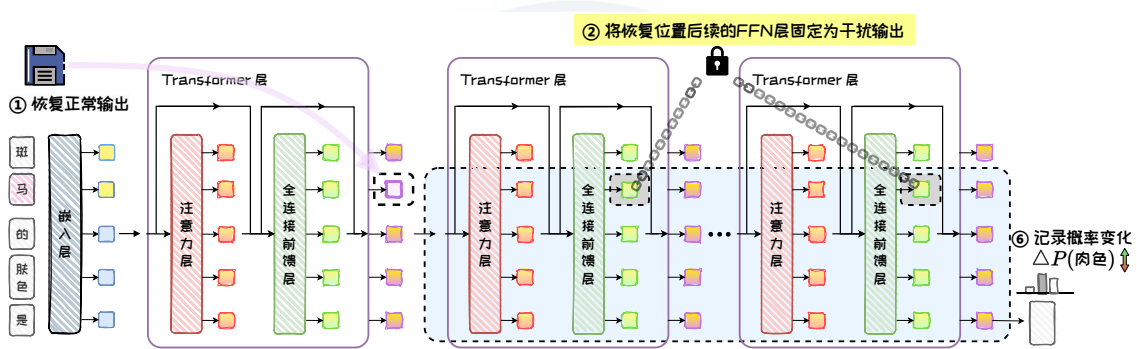 ② 将恢复位置后续的FFN层固定为干扰输出
Transformer 层
Transformer 层
Transformer 层
① 恢复正常输出
斑
马
的
肤色
是
嵌入层
注意力层
全连接前馈层
注意力层
全连接前馈层
注意力层
全连接前馈层
⑥ 记录概率变化
△P(肉色)